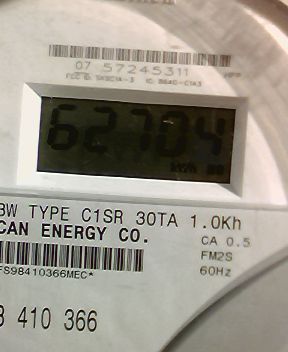 07 57245311
62704
BW TYPE C1SR 30TA 1.0Kh
CAN ENERGY CO.
CA 0.5
FM2S
60Hz
FS98410366MEC*
8 410 366